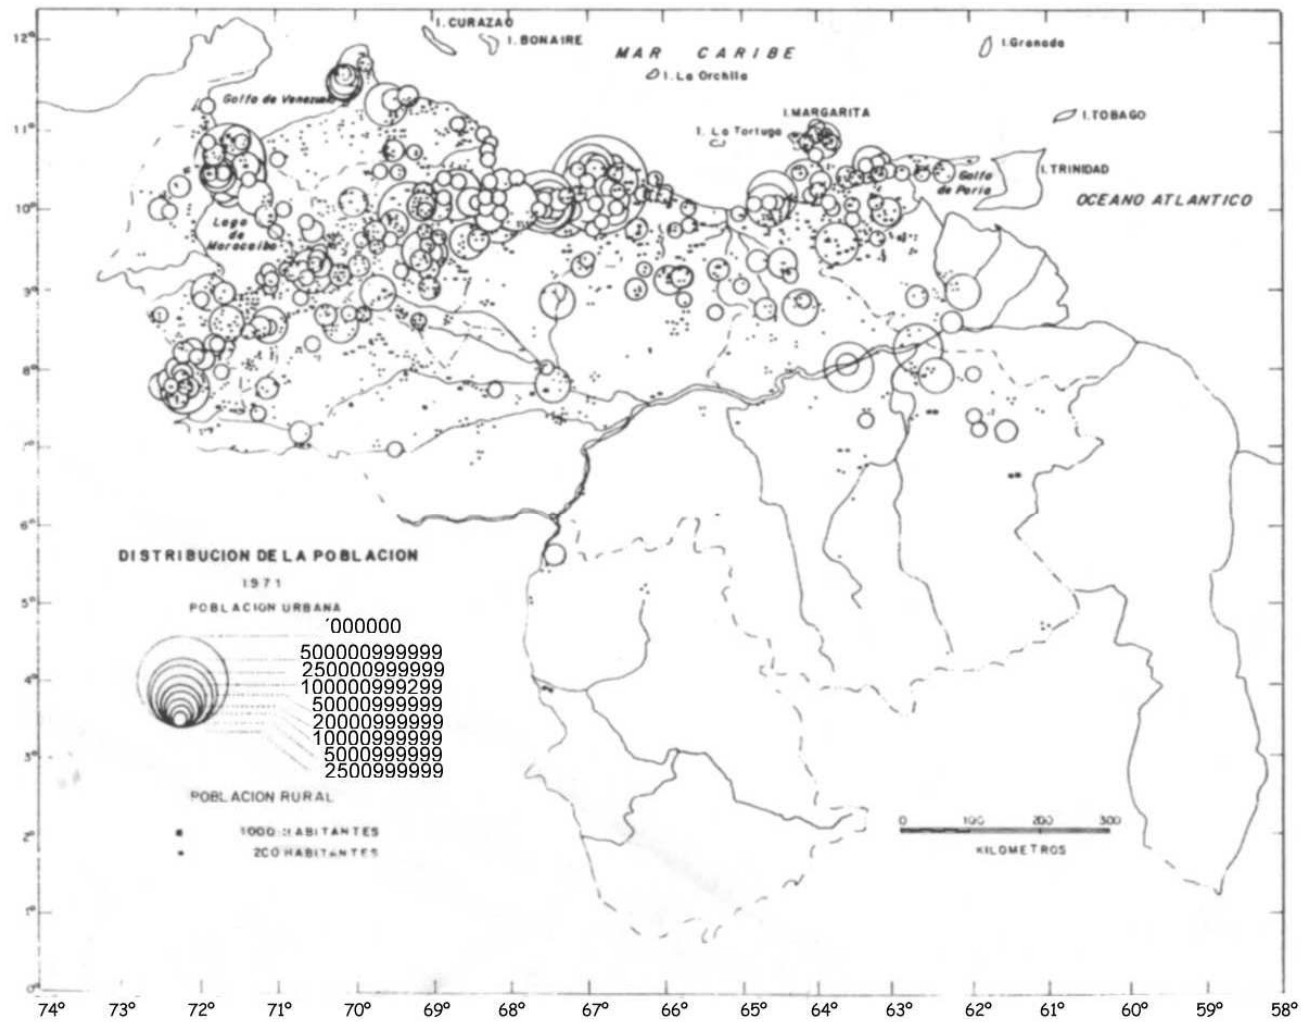 I. CURAZAO
I. BONAIRE
MAR CARIBE
I. Granada
I. La Orchila
Golfo de Venezuela
I. MARGARITA
I. La Tortuga
I. TOBAGO
I. TRINIDAD
Golfo
de Paria
OCEANO ATLANTICO
Lago
de
Maracaibo
12°
11°
10°
9°
8°
7°
6°
5°
4°
3°
2°
1°
0°
DISTRIBUCION DE LA POBLACION
1971
POBLACION URBANA
000000
500000999999
250000999999
100000999299
50000999999
20000999999
10000999999
5000999999
2500999999
POBLACION RURAL
1000 HABITANTES
200 HABITANTES
0 100 200 300
KILOMETROS
74° 73° 72° 71° 70° 69° 68° 67° 66° 65° 64° 63° 62° 61° 60° 59° 58°